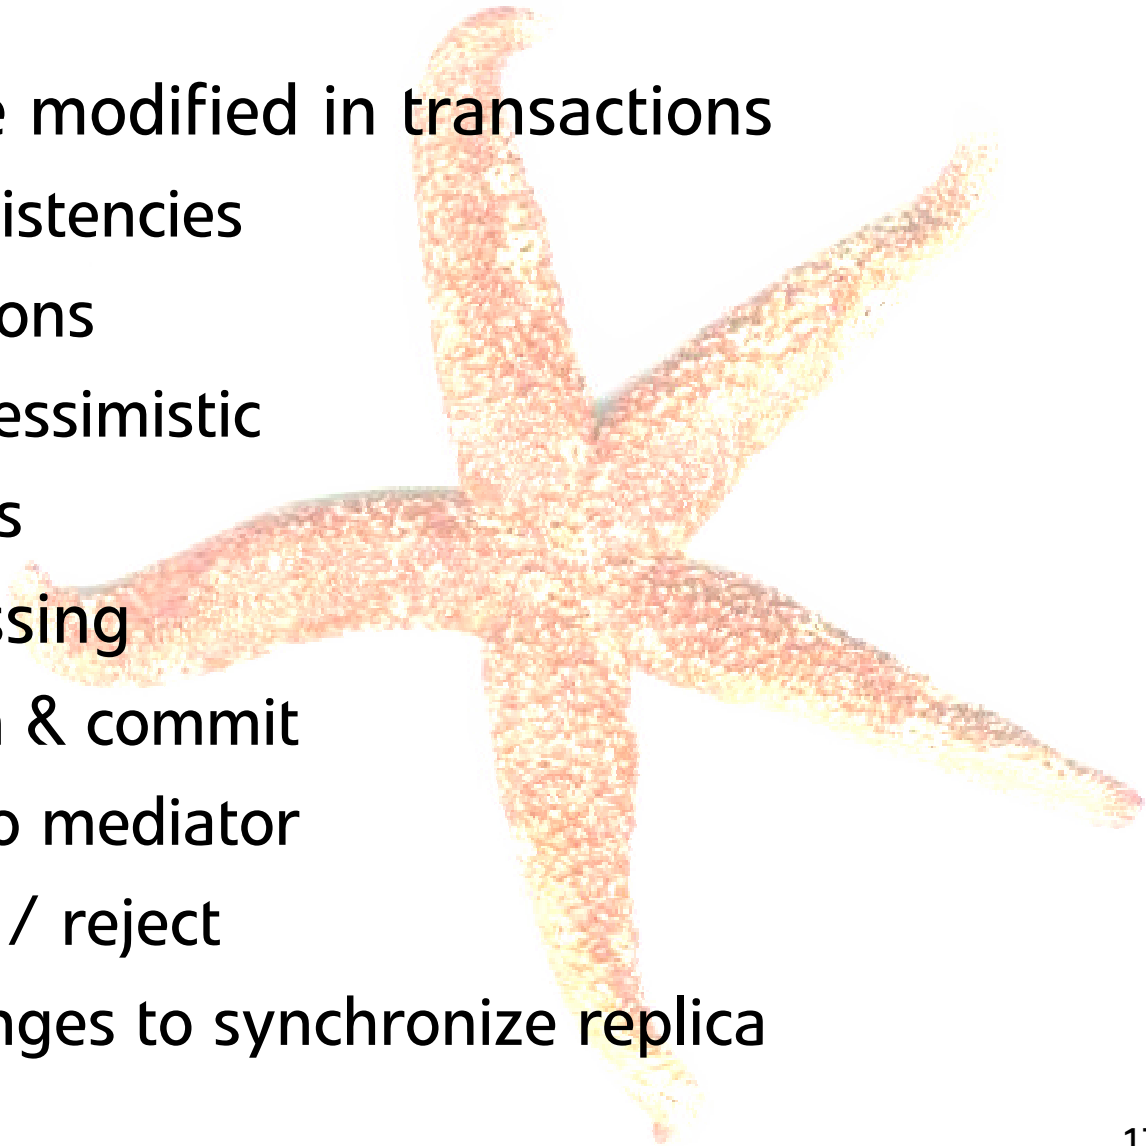 modified in transactions
istencies
ons
essimistic
s
ssing
& commit
o mediator
/ reject
nges to synchronize replica